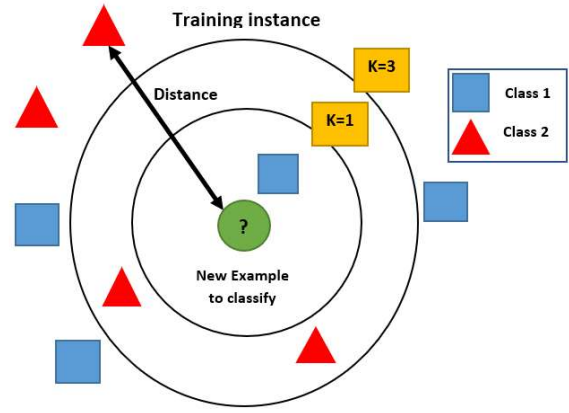 Training instance
K=3
Distance
K=1
Class 1
Class 2
?
New Example
to classify